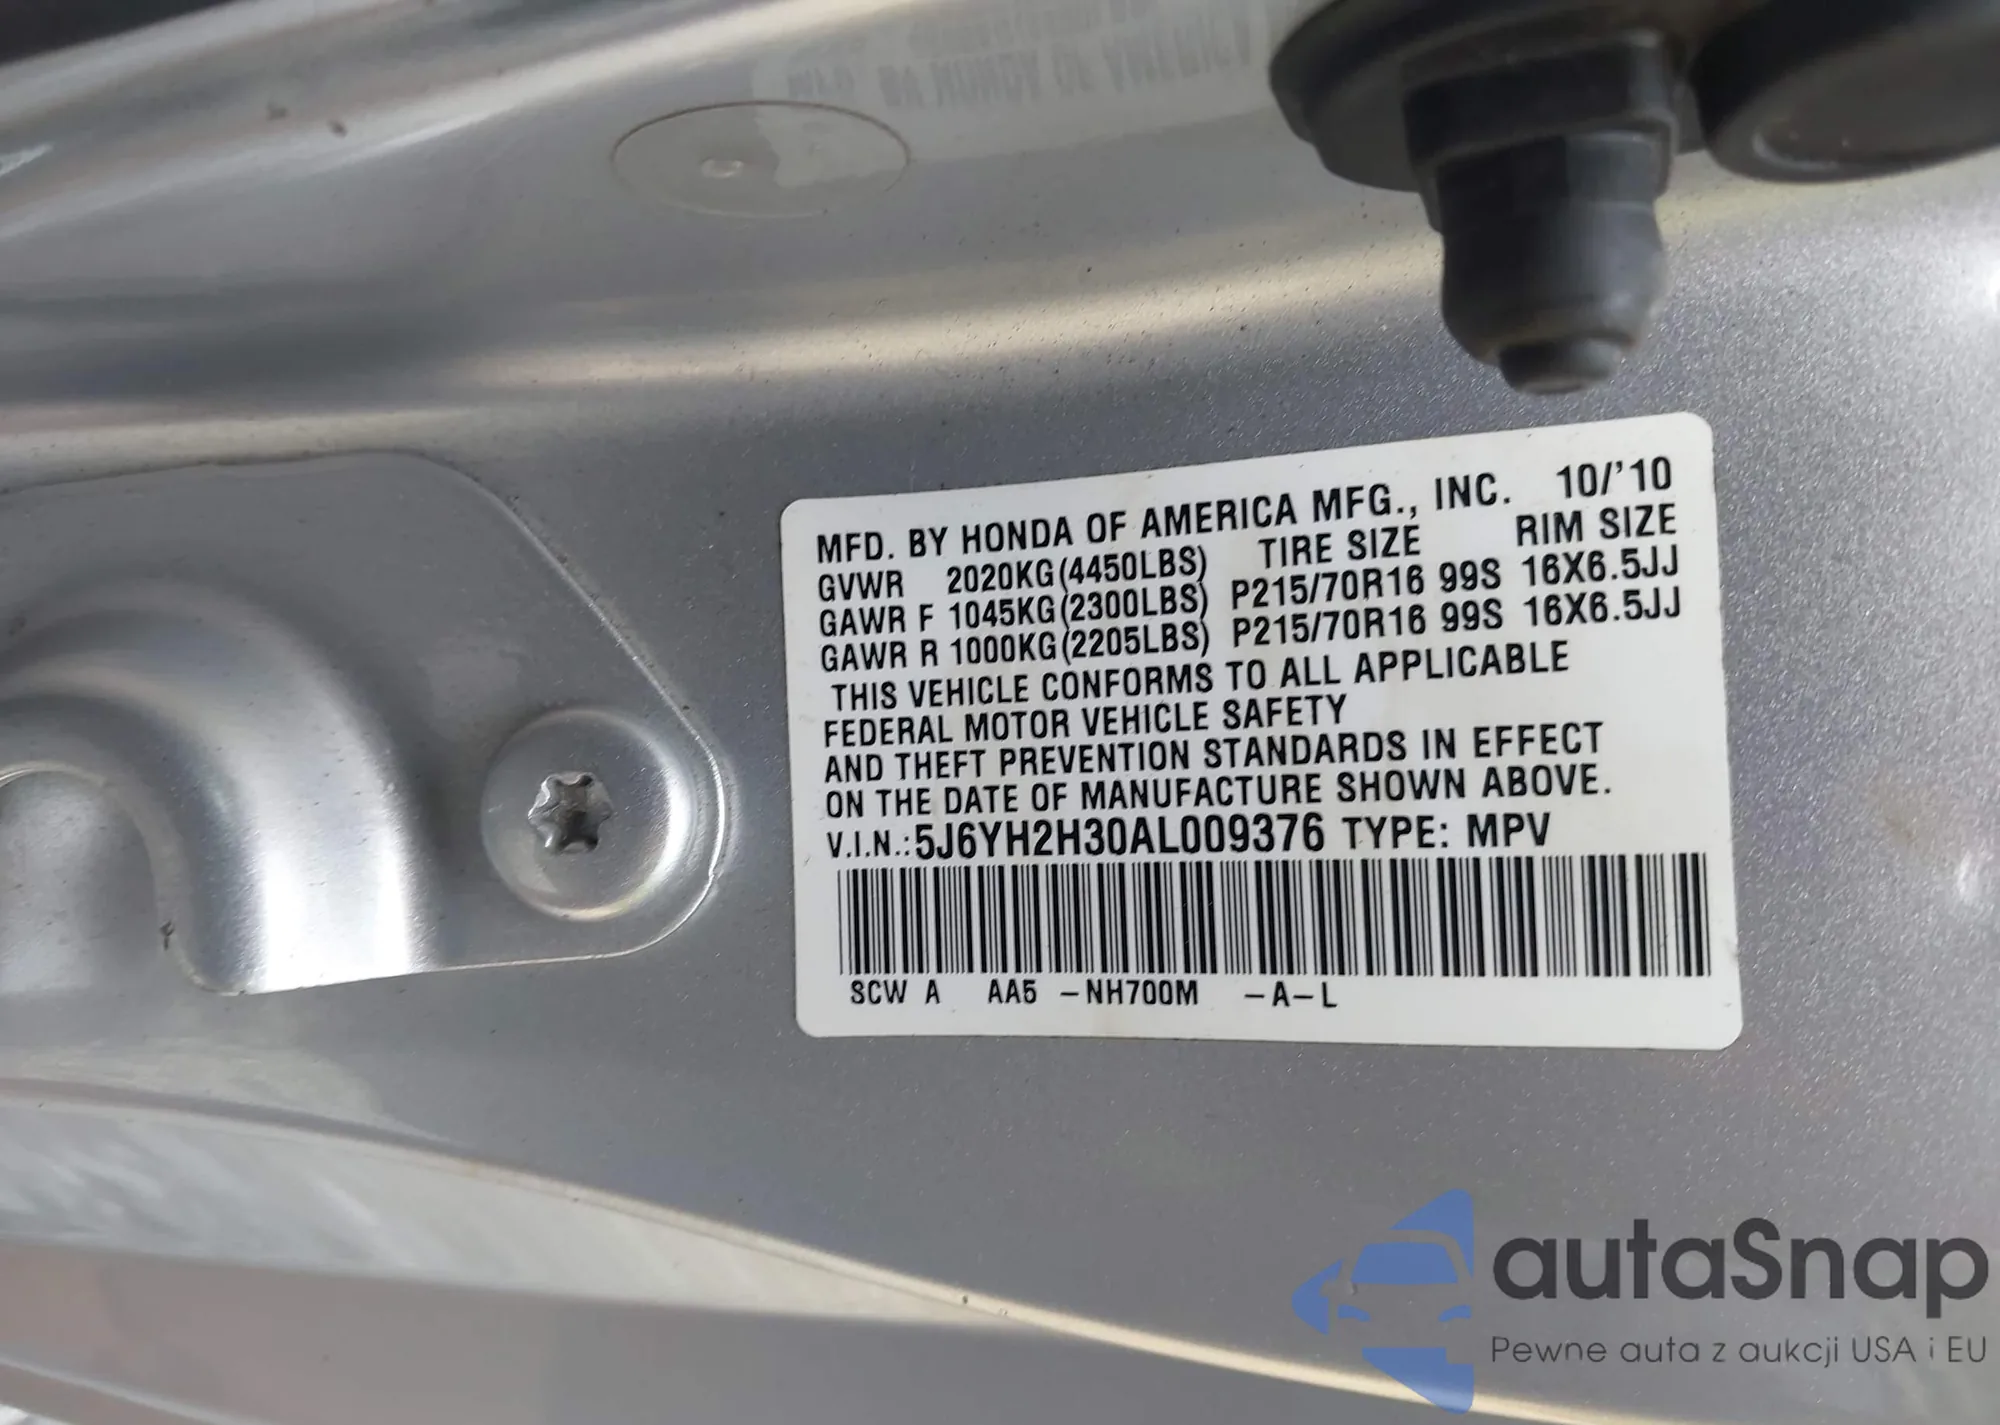 MFD. BY HONDA OF AMERICA MFG., INC. 10/'10
GVWR 2020KG(4450LBS) TIRE SIZE RIM SIZE
GAWR F 1045KG(2300LBS) P215/70R16 99S 16X6.5JJ
GAWR R 1000KG(2205LBS) P215/70R16 99S 16X6.5JJ
THIS VEHICLE CONFORMS TO ALL APPLICABLE
FEDERAL MOTOR VEHICLE SAFETY
AND THEFT PREVENTION STANDARDS IN EFFECT
ON THE DATE OF MANUFACTURE SHOWN ABOVE.
V.I.N.:5J6YH2H30AL009376 TYPE: MPV
SCW A AA5 -NH700M -A-L
autaSnap
Pewne auta z aukcji USA i EU